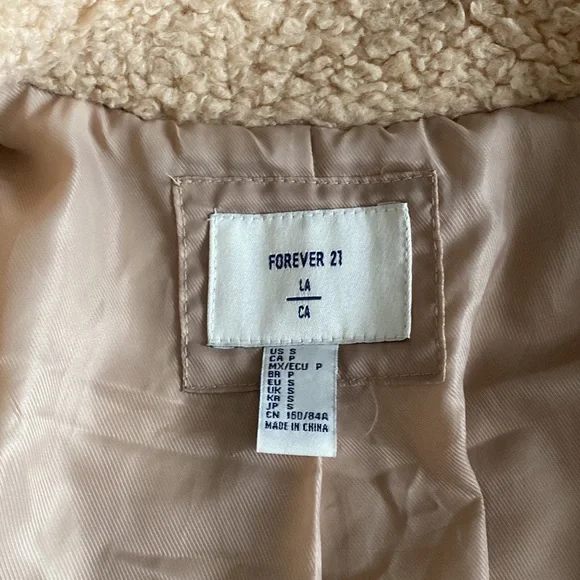 FOREVER 21
LA
CA
US S
CA P
MX/ECU P
BR P
EU S
UK S
KR S
JP S
CN 160/84A
MADE IN CHINA